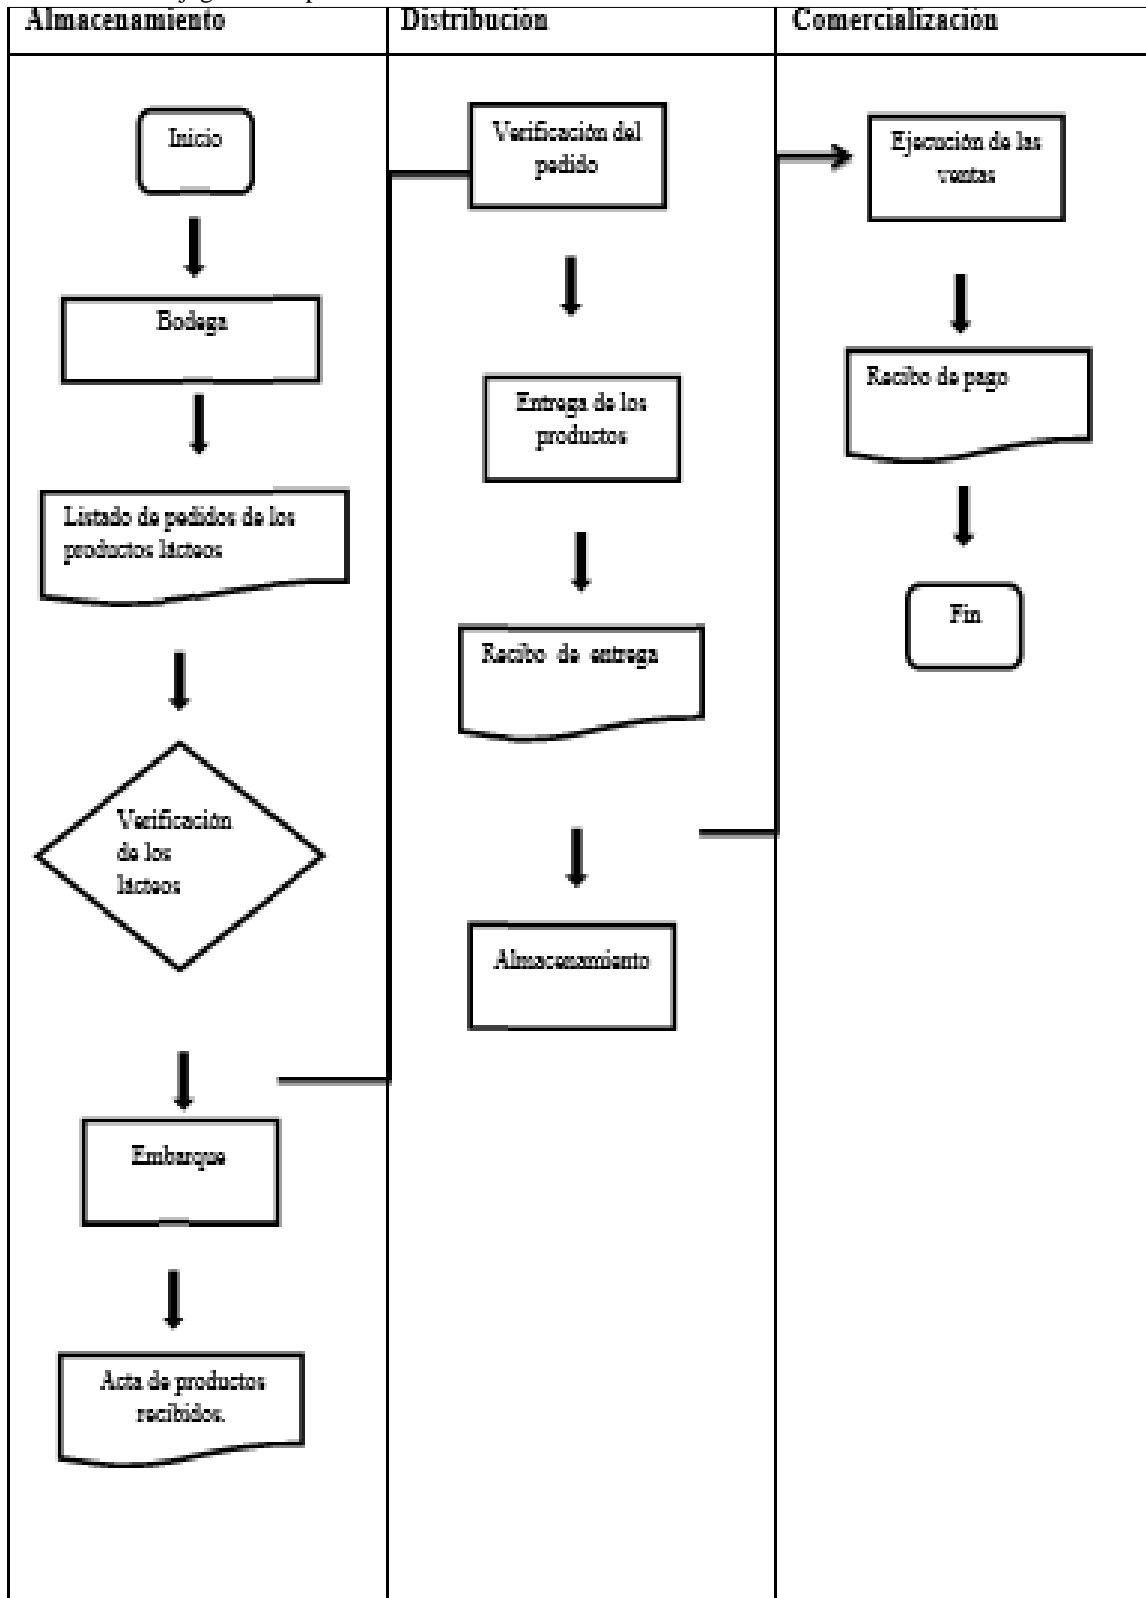 Almacenamiento
Distribución
Comercialización
Inicio
Bodega
Listado de pedidos de los
productos lácteos
Verificación
de los
lácteos
Embarque
Acta de productos
recibidos.
Verificación del
pedido
Entrega de los
productos
Recibo de entrega
Almacenamiento
Ejecución de las
ventas
Recibo de pago
Fin